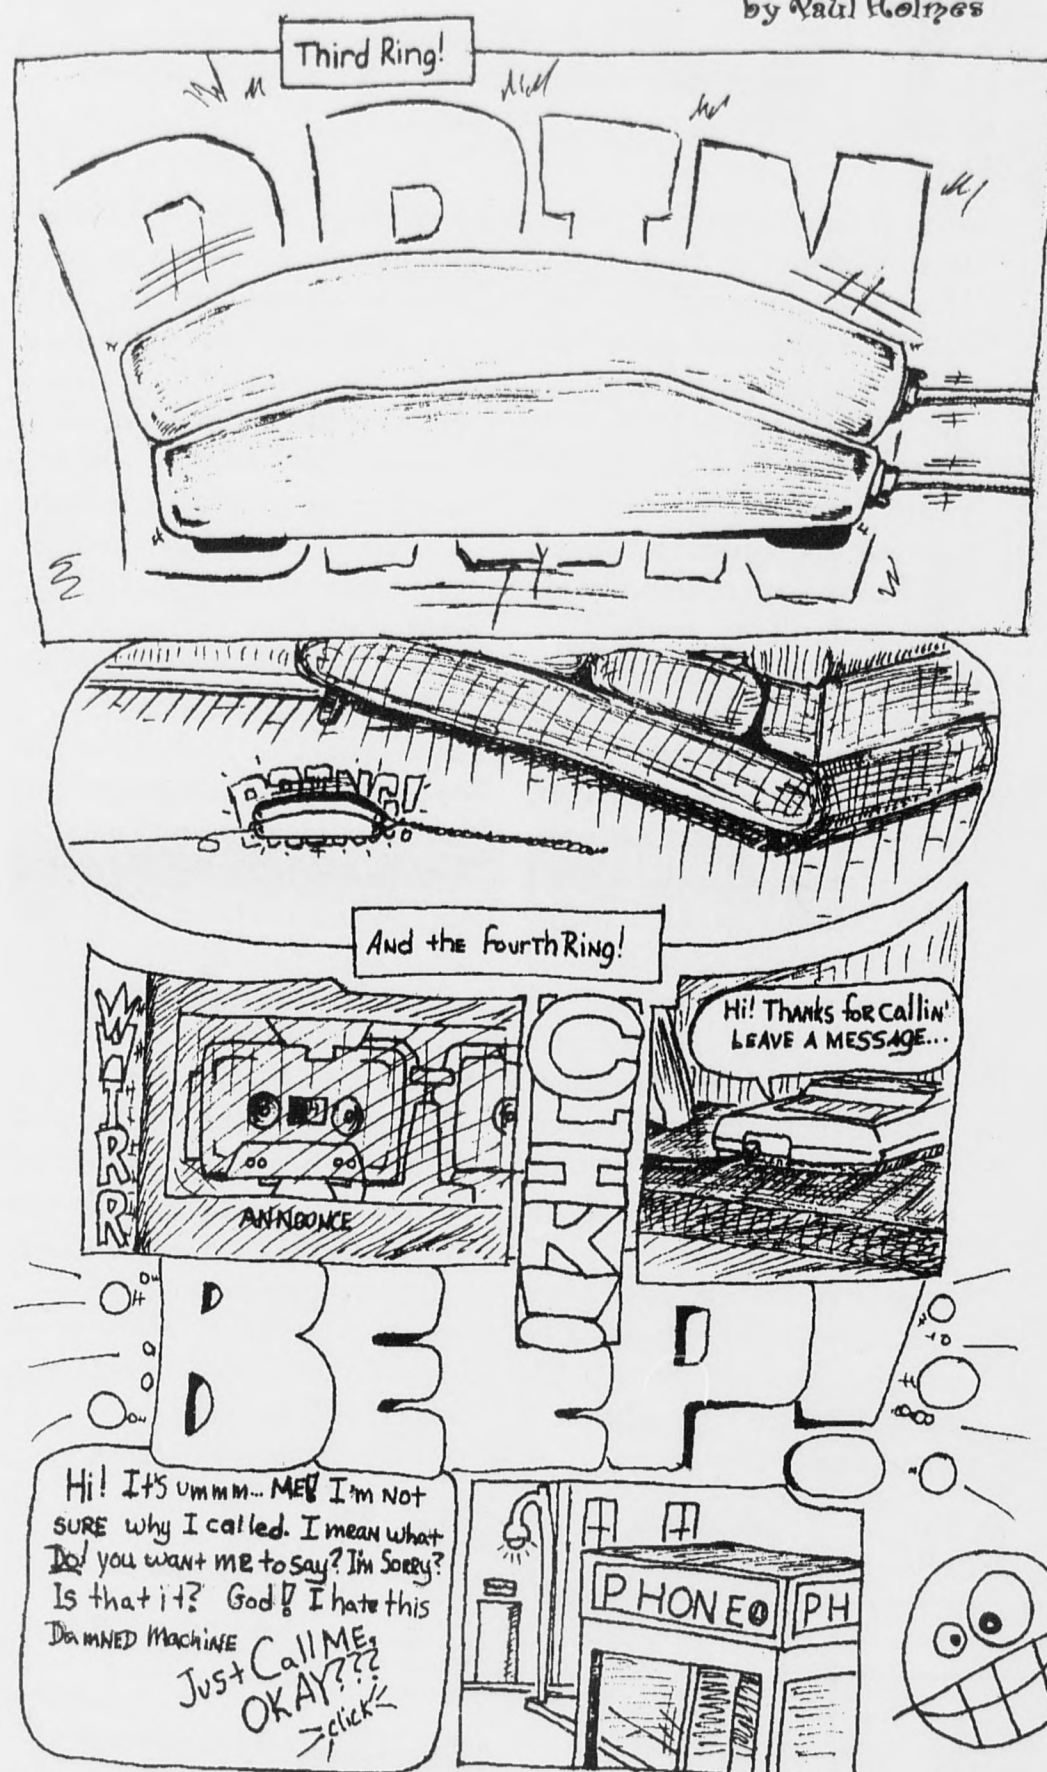 by Paul Holmes
Third Ring!
BRING!
And the fourth Ring!
WHIRR
ANNOUNCE
CLIK!
Hi! Thanks for callin'
LEAVE A MESSAGE...
BEEP!
Hi! It's ummm... ME! I'm not
SURE why I called. I mean what
Do you want me to say? I'm Sorry?
Is that it? God! I hate this
Damned Machine
Just Call ME,
OKAY???
click
PHONE
PH